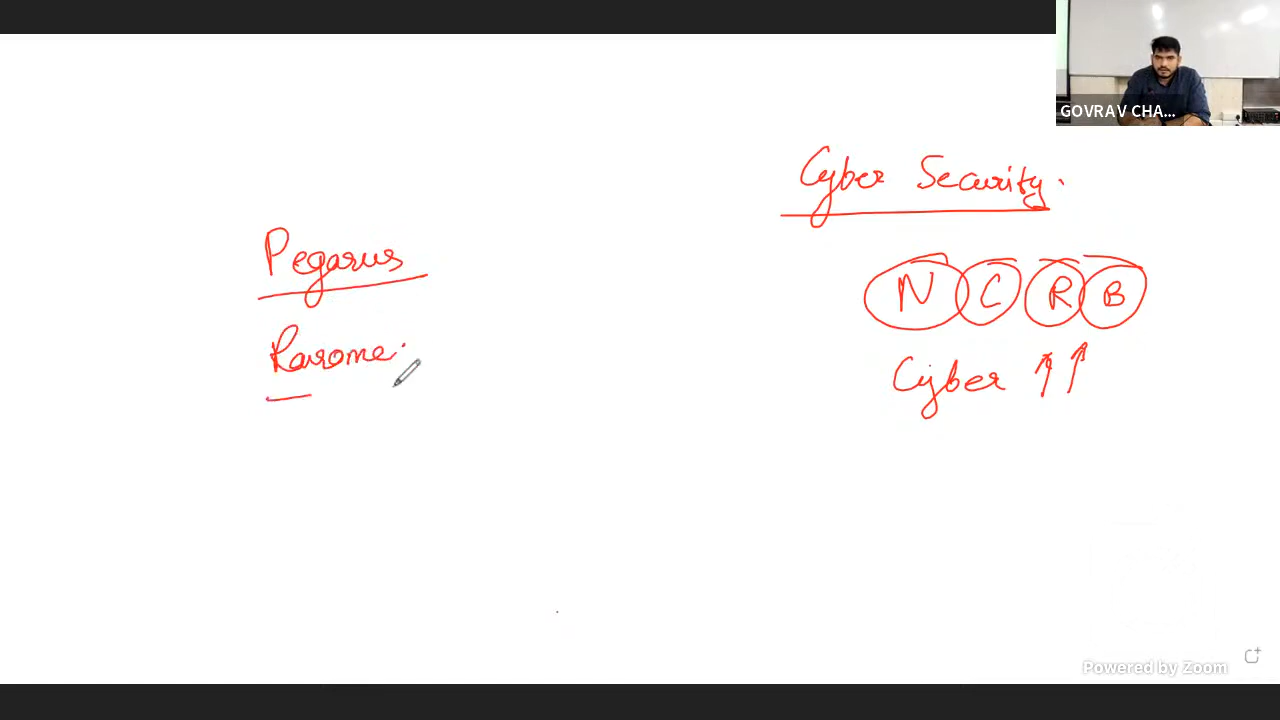 GOVRAV CHA...
Cyber Security.
Pegasus
N C R B
Ransome.
Cyber ↑↑
Powered by Zoom